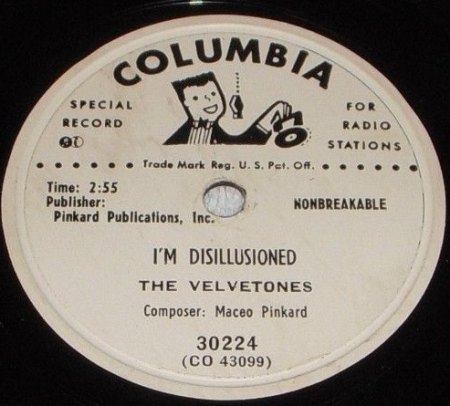 COLUMBIA
SPECIAL RECORD
FOR RADIO STATIONS
Trade Mark Reg. U. S. Pat. Off.
Time: 2:55
Publisher:
Pinkard Publications, Inc.
NONBREAKABLE
I'M DISILLUSIONED
THE VELVETONES
Composer: Maceo Pinkard
30224
(CO 43099)